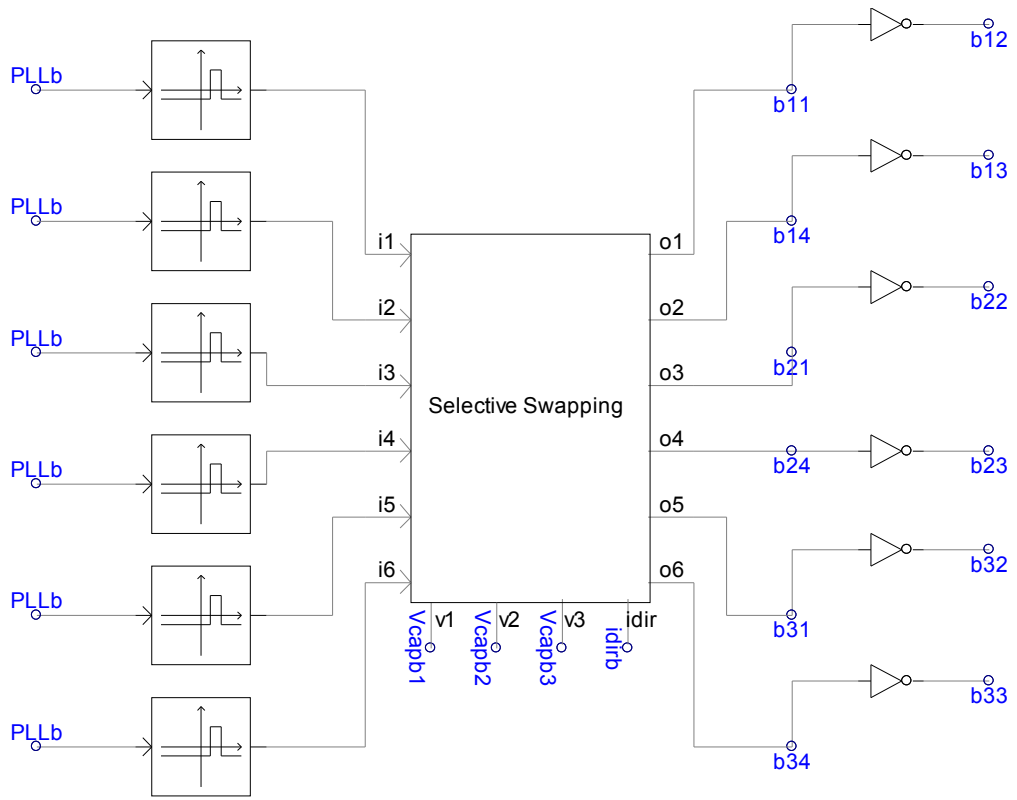 PLLb
PLLb
PLLb
PLLb
PLLb
PLLb
i1
i2
i3
i4
i5
i6
Selective Swapping
o1
o2
o3
o4
o5
o6
v1
v2
v3
idir
Vcapb1
Vcapb2
Vcapb3
idirb
b11
b12
b14
b13
b21
b22
b24
b23
b31
b32
b34
b33